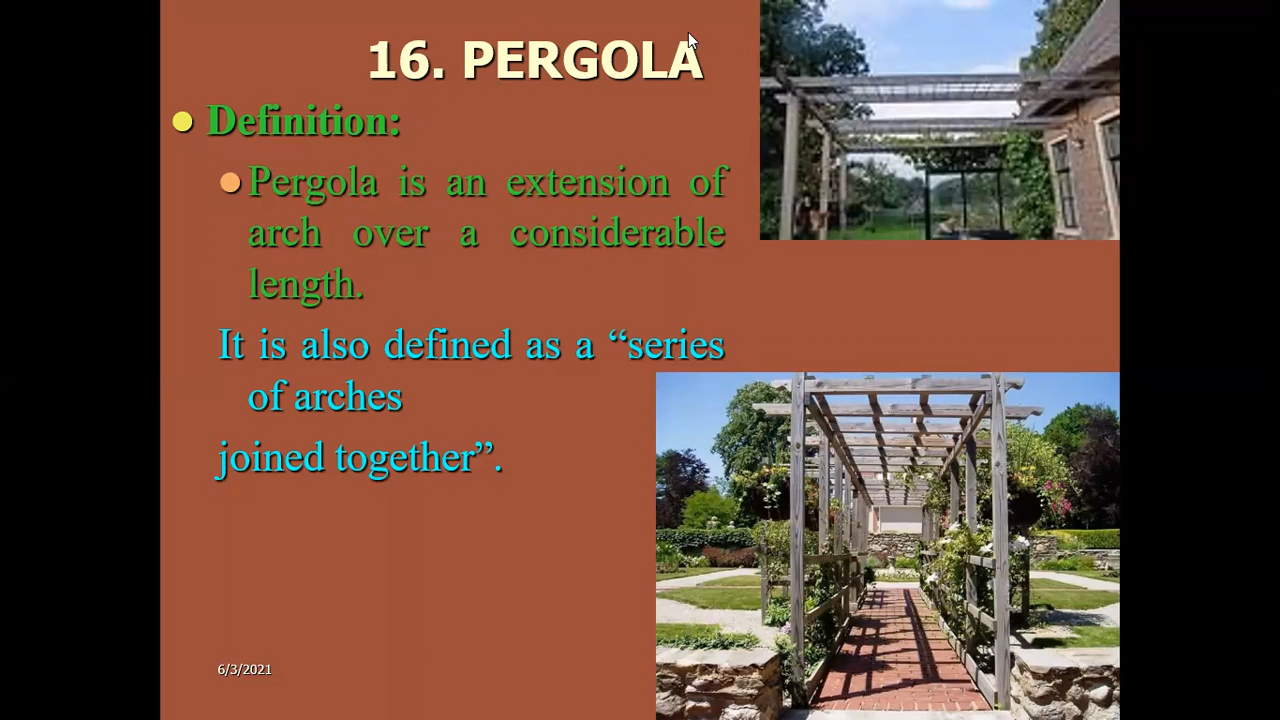 16. PERGOLA
Definition:
Pergola is an extension of
arch over a considerable
length.
It is also defined as a “series
of arches
joined together”.
6/3/2021